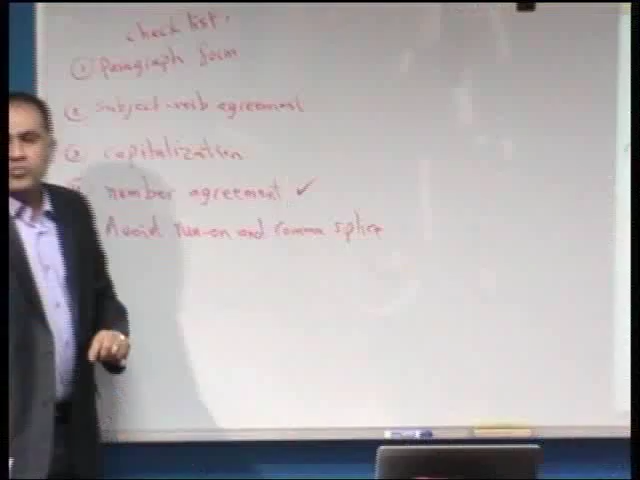 check list.
① Paragraph form
② subject-verb agreement
③ capitalization
number agreement ✓
Avoid run-on and comma splice